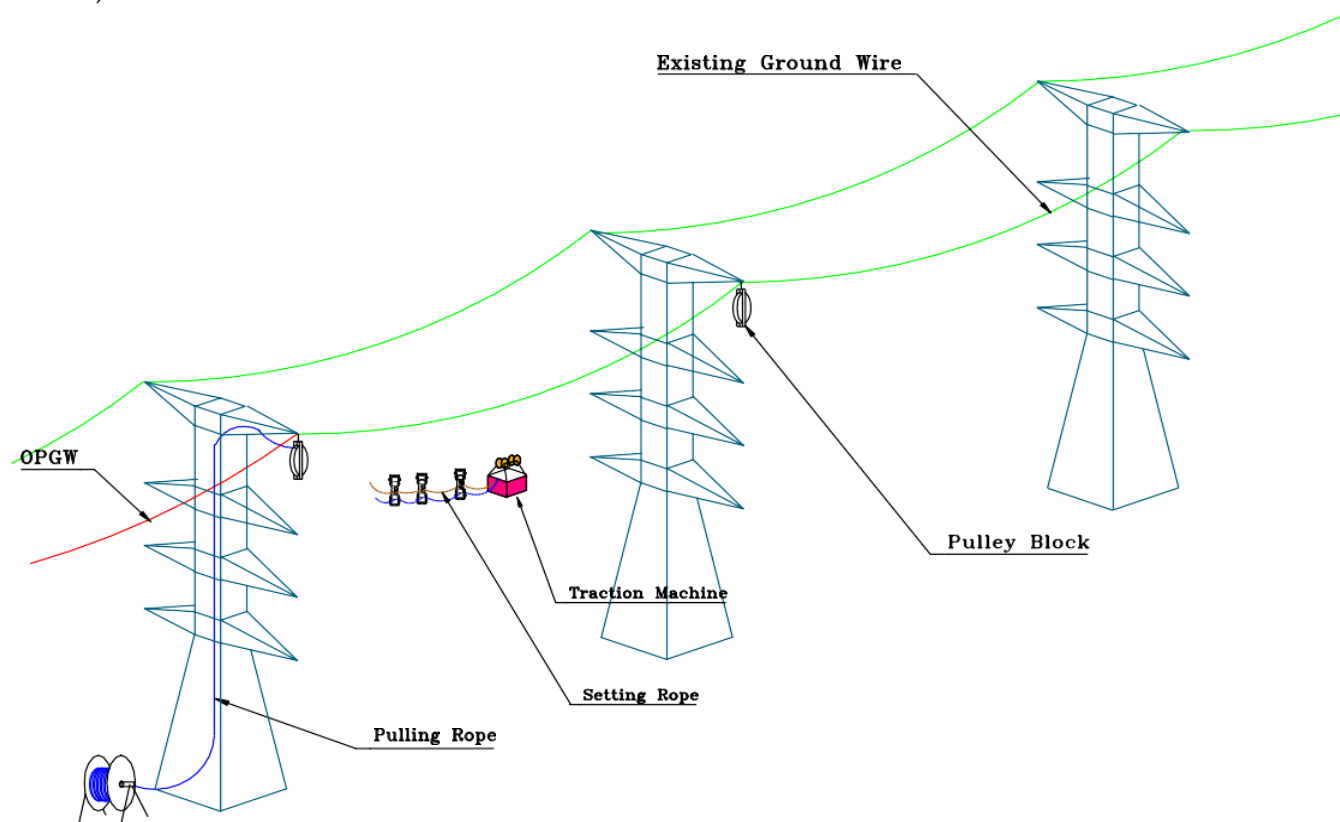 Existing Ground Wire
OPGW
Pulley Block
Traction Machine
Setting Rope
Pulling Rope